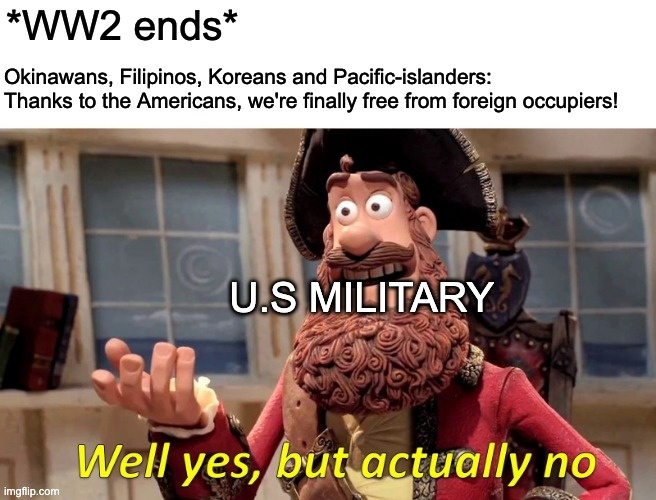 *WW2 ends*
Okinawans, Filipinos, Koreans and Pacific-islanders:
Thanks to the Americans, we're finally free from foreign occupiers!
U.S MILITARY
Well yes, but actually no
imgflip.com